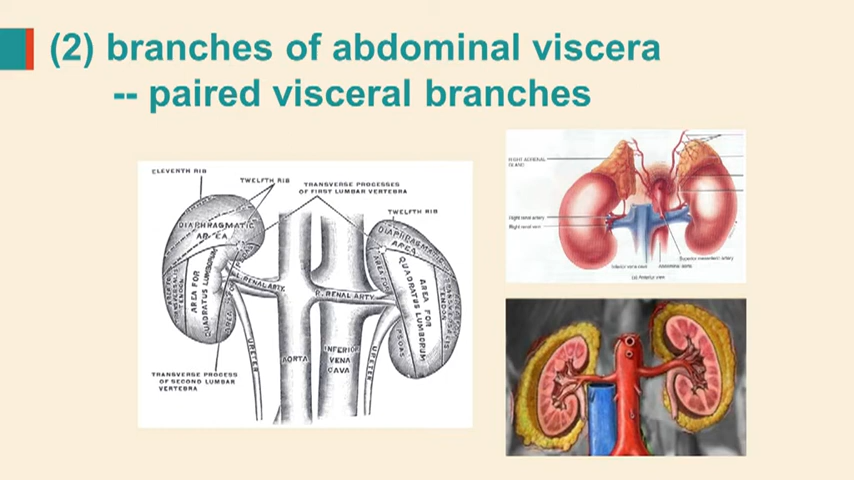 (2) branches of abdominal viscera
-- paired visceral branches
ELEVENTH RIB
TWELFTH RIB
TRANSVERSE PROCESSES
OF FIRST LUMBAR VERTEBRA
TWELFTH RIB
DIAPHRAGMATIC
AREA
DIAPHRAGMATIC
AREA
AREA FOR
QUADRATUS LUMBORUM
L. RENAL ARTY.
R. RENAL ARTY.
AREA FOR
QUADRATUS LUMBORUM
PSOAS
URETER
AORTA
INFERIOR
VENA
CAVA
URETER
TRANSVERSE PROCESS
OF SECOND LUMBAR
VERTEBRA
RIGHT ADRENAL
GLAND
Right renal artery
Right renal vein
Superior mesenteric artery
Inferior vena cava
Abdominal aorta
(a) Anterior view